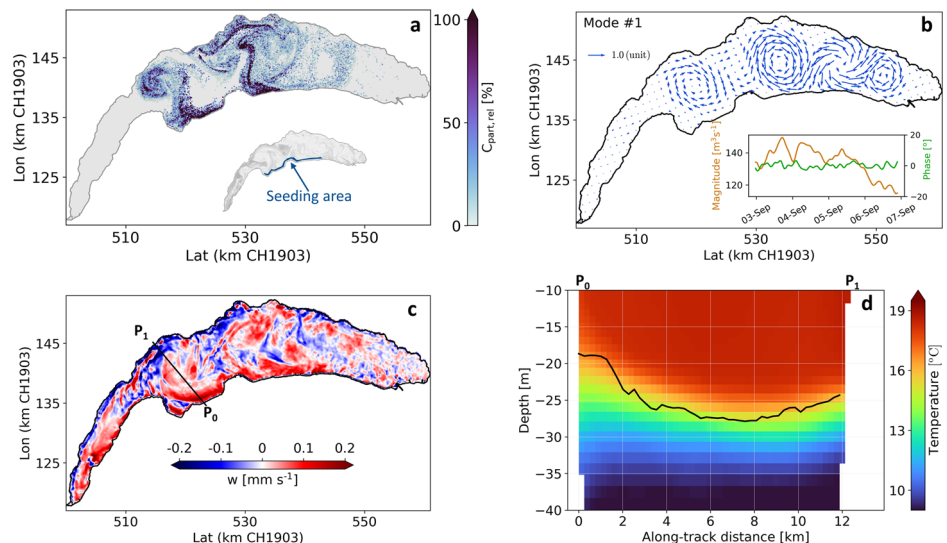 a
100
50
0
C part, rel [%]
145
135
125
Lon (km CH1903)
Seeding area
510
530
550
Lat (km CH1903)
Mode #1
b
1.0 (unit)
145
135
125
Lon (km CH1903)
Magnitude [m³s⁻¹]
140
120
20
0
−20
Phase [°]
03-Sep
04-Sep
05-Sep
06-Sep
07-Sep
510
530
550
Lat (km CH1903)
c
P₁
P₀
145
135
125
Lon (km CH1903)
−0.2
−0.1
0
0.1
0.2
w [mm s⁻¹]
510
530
550
Lat (km CH1903)
P₀
P₁
d
−10
−15
−20
−25
−30
−35
−40
Depth [m]
0
2
4
6
8
10
12
Along-track distance [km]
19
16
13
10
Temperature [°C]